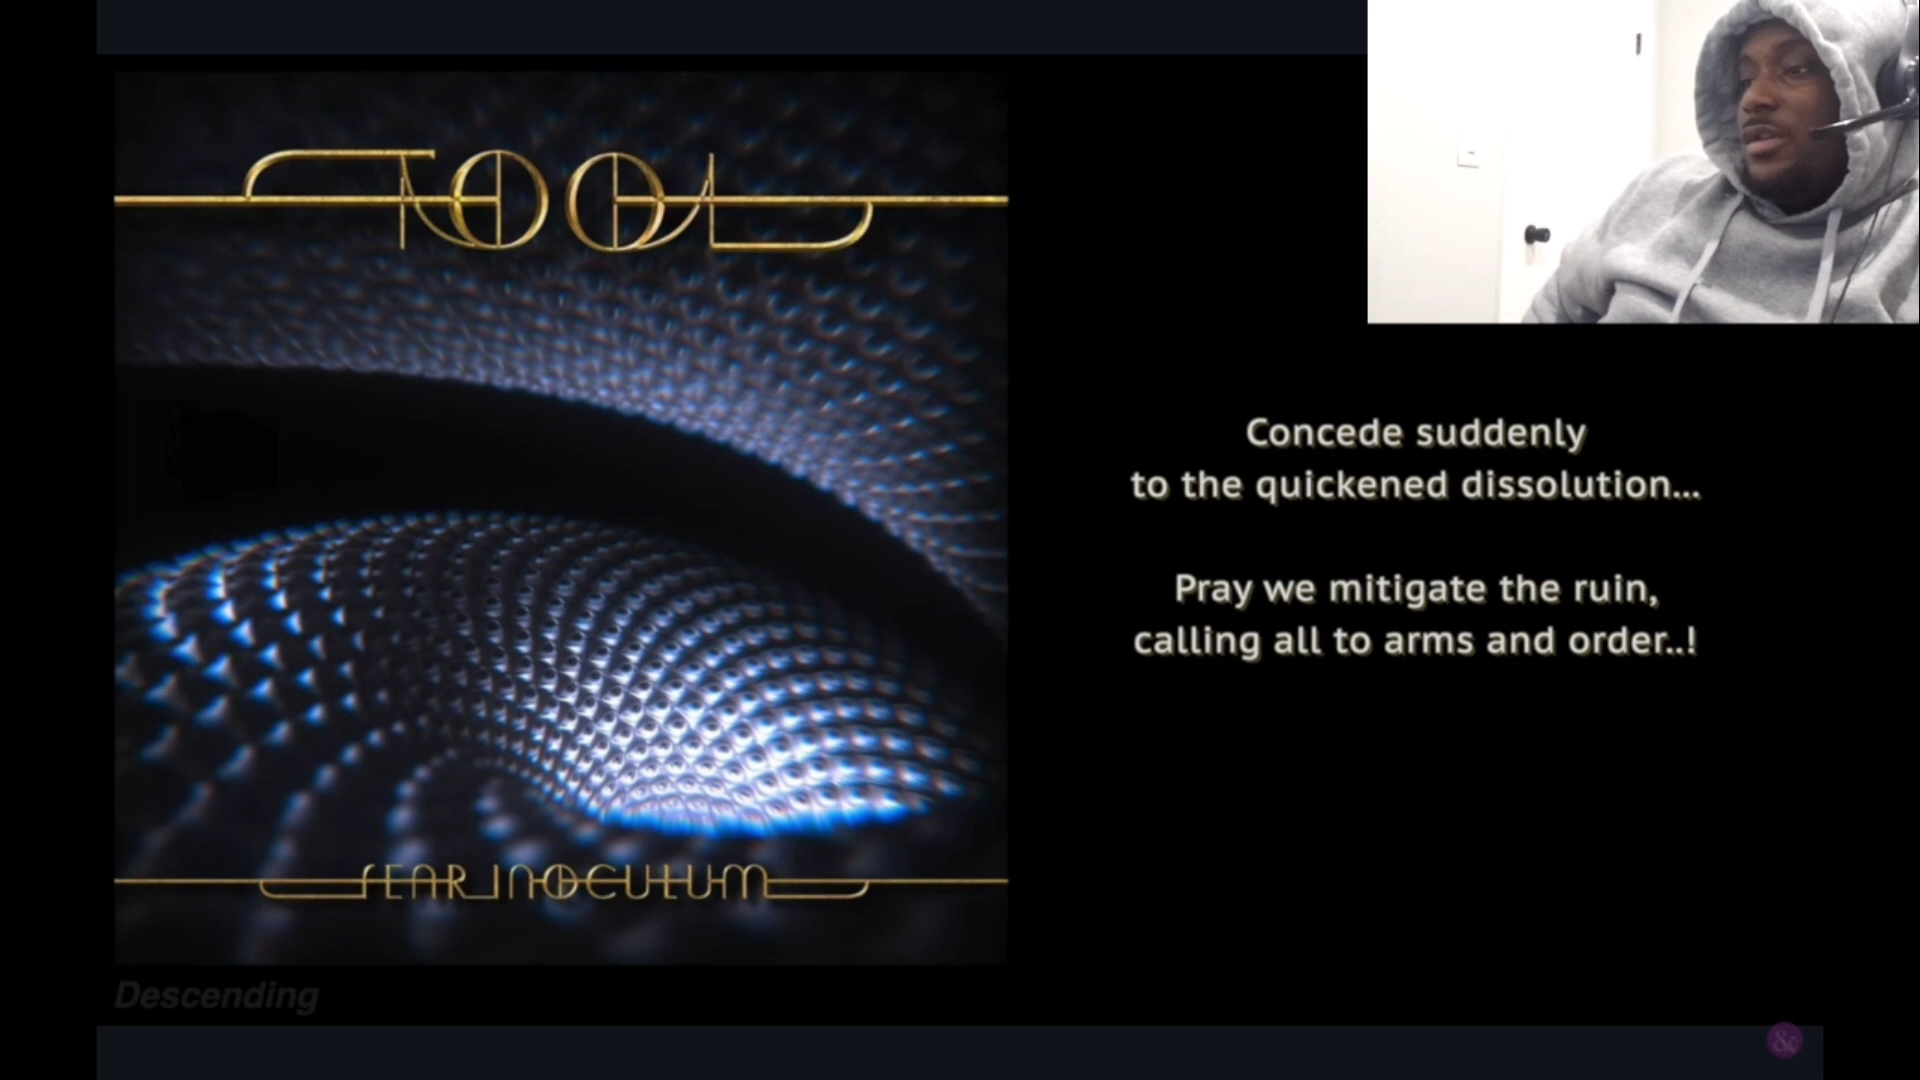 TOOL
Concede suddenly
to the quickened dissolution...
Pray we mitigate the ruin,
calling all to arms and order..!
FEAR INOCULUM
Descending
&